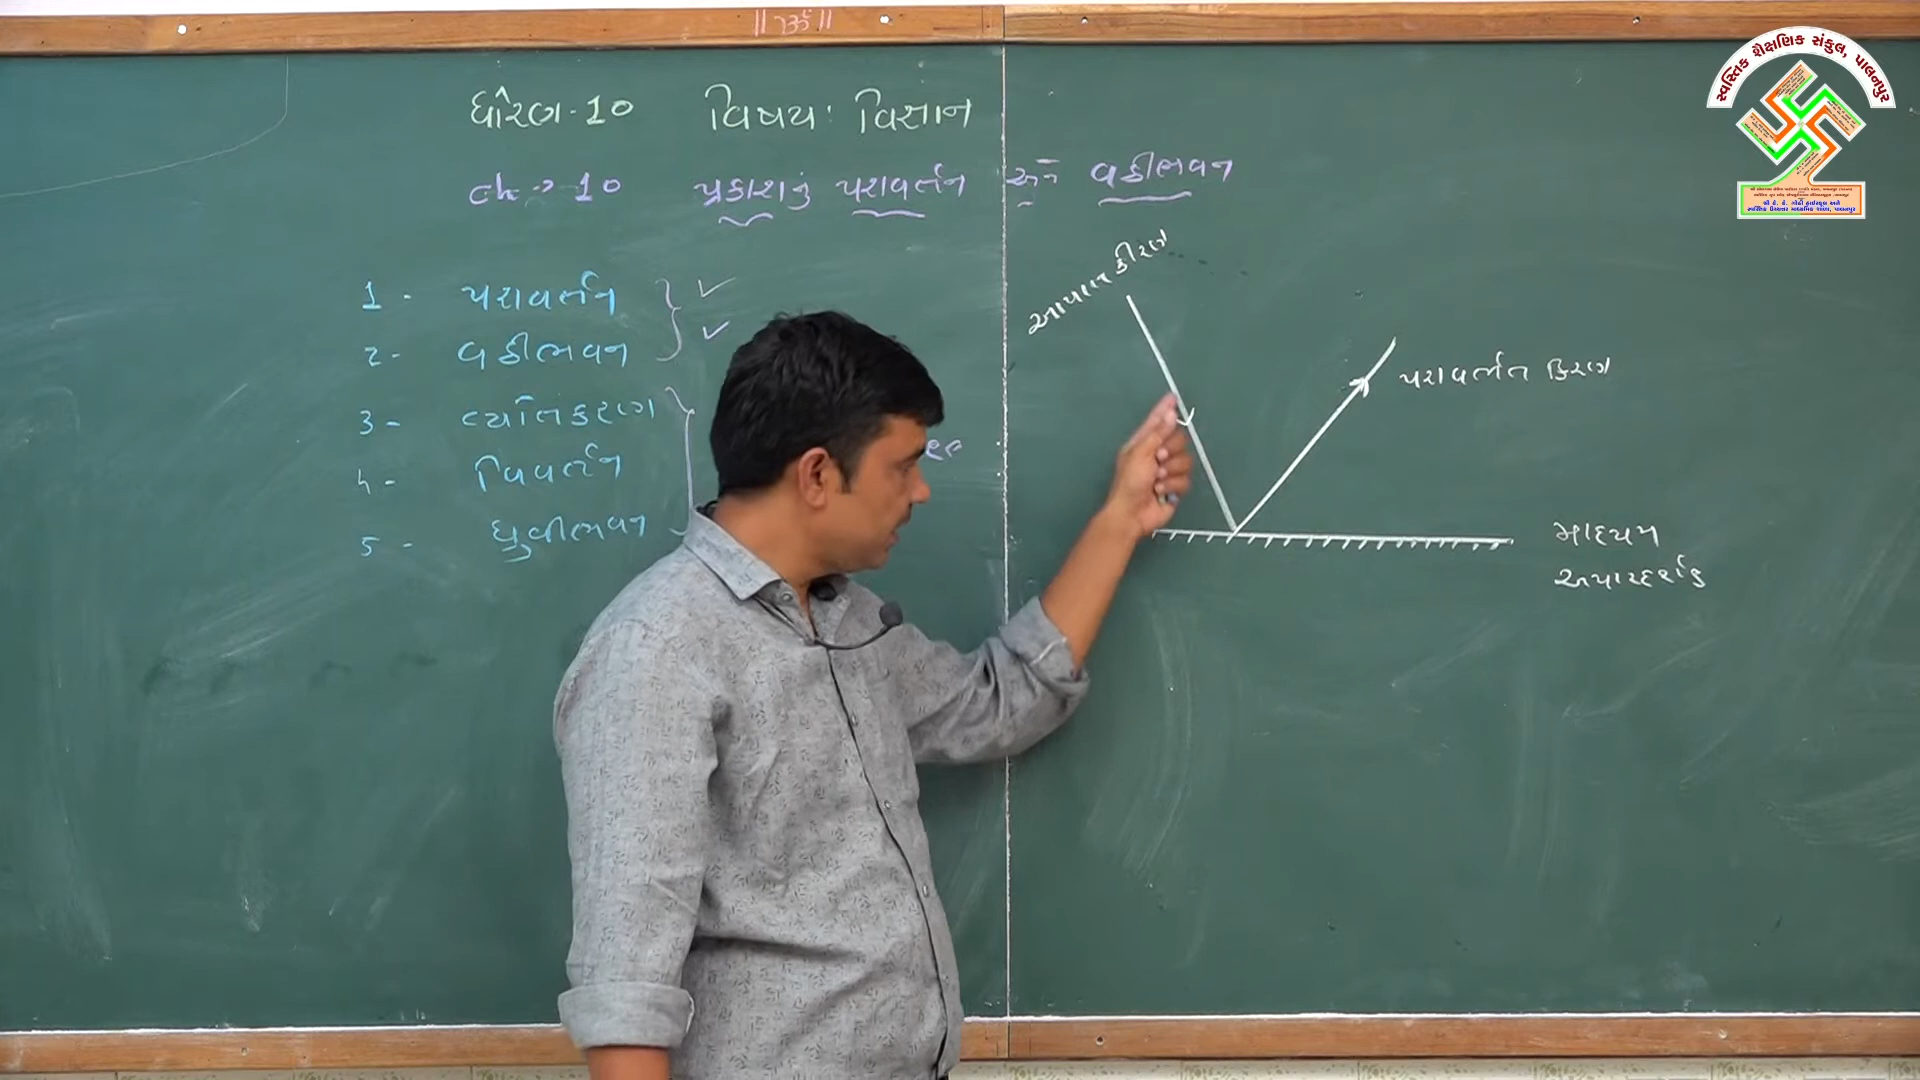 ધોરણ-10 વિષય: વિજ્ઞાન
ch → 10 પ્રકાશનું પરાવર્તન અને વક્રીભવન
1 - પરાવર્તન
2 - વક્રીભવન
3 - વ્યતિકરણ
4 - વિવર્તન
5 - ધ્રુવીભવન
આપાત કીરણ
પરાવર્તિત કિરણ
માધ્યમ
અપારદર્શક
સ્વસ્તિક શૈક્ષણિક સંકુલ, પાલનપુર